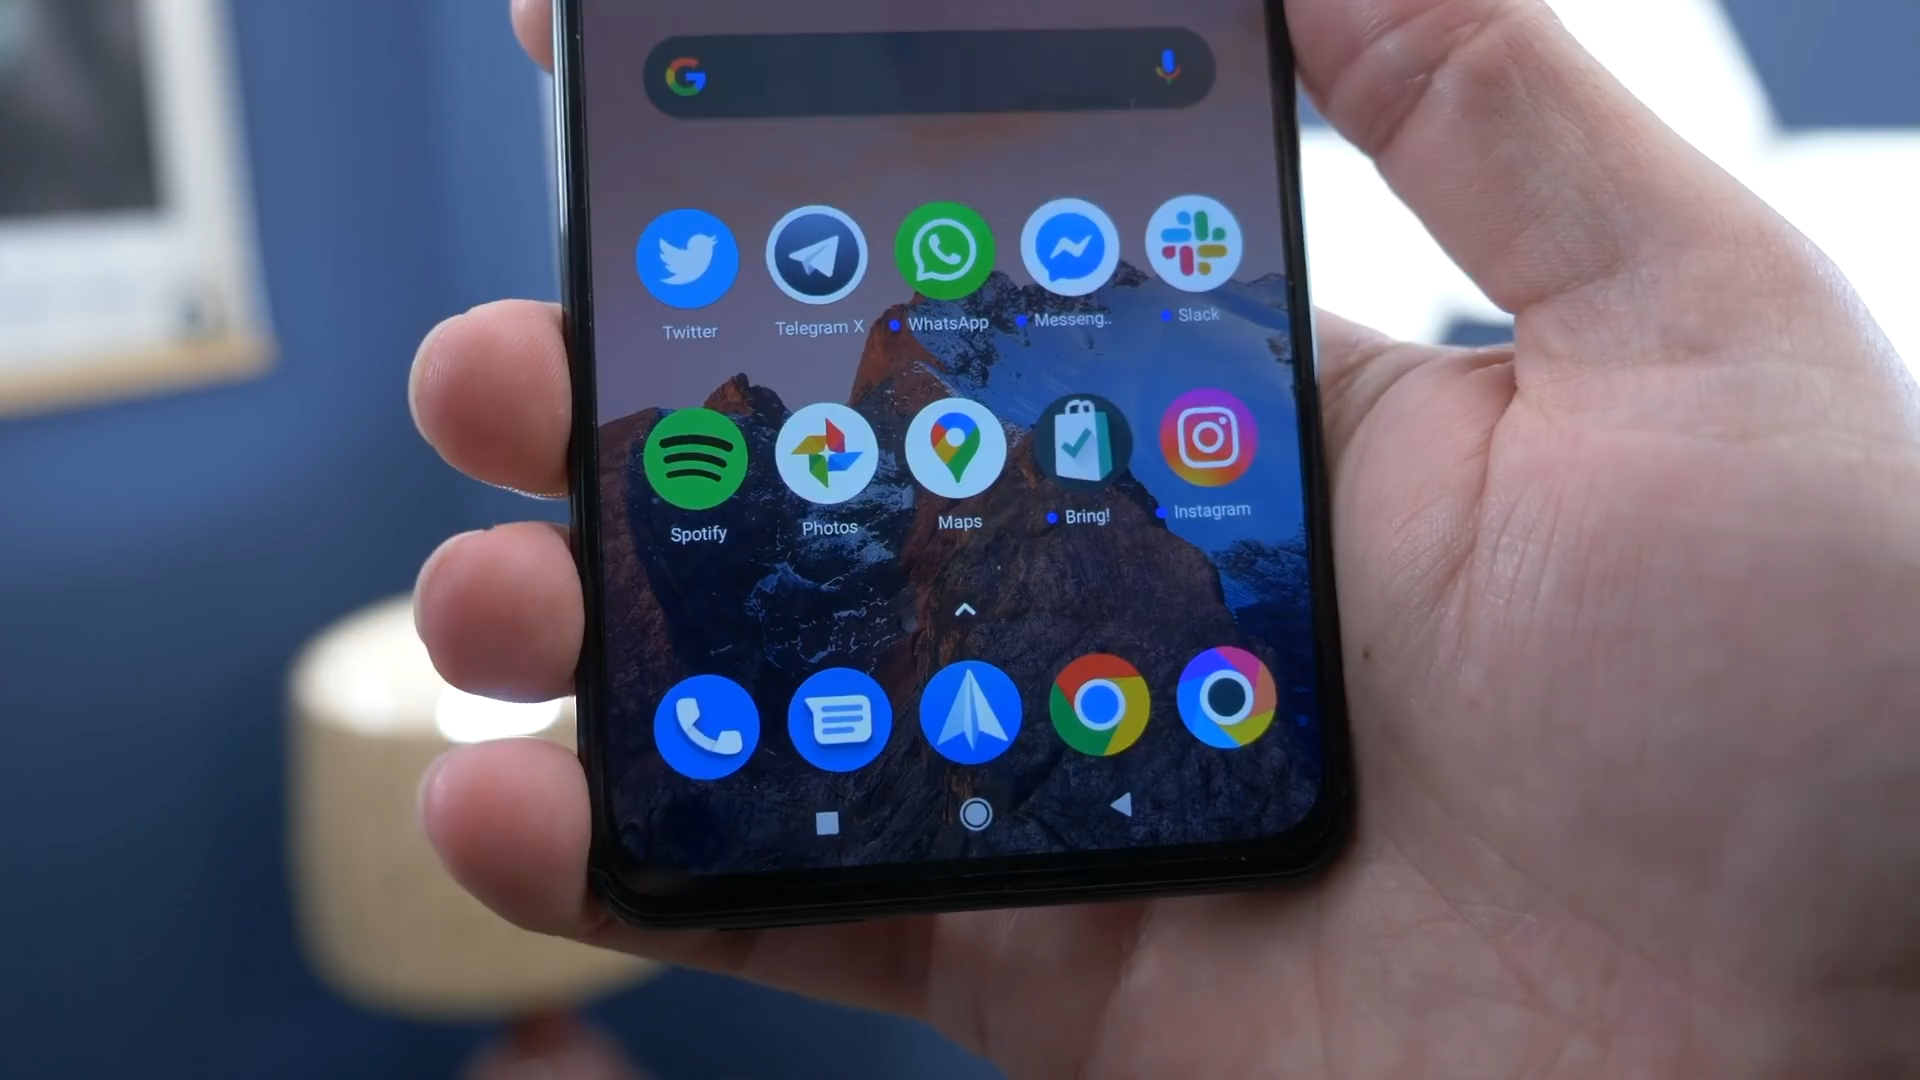 Twitter
Telegram X
WhatsApp
Messeng..
Slack
Spotify
Photos
Maps
Bring!
Instagram